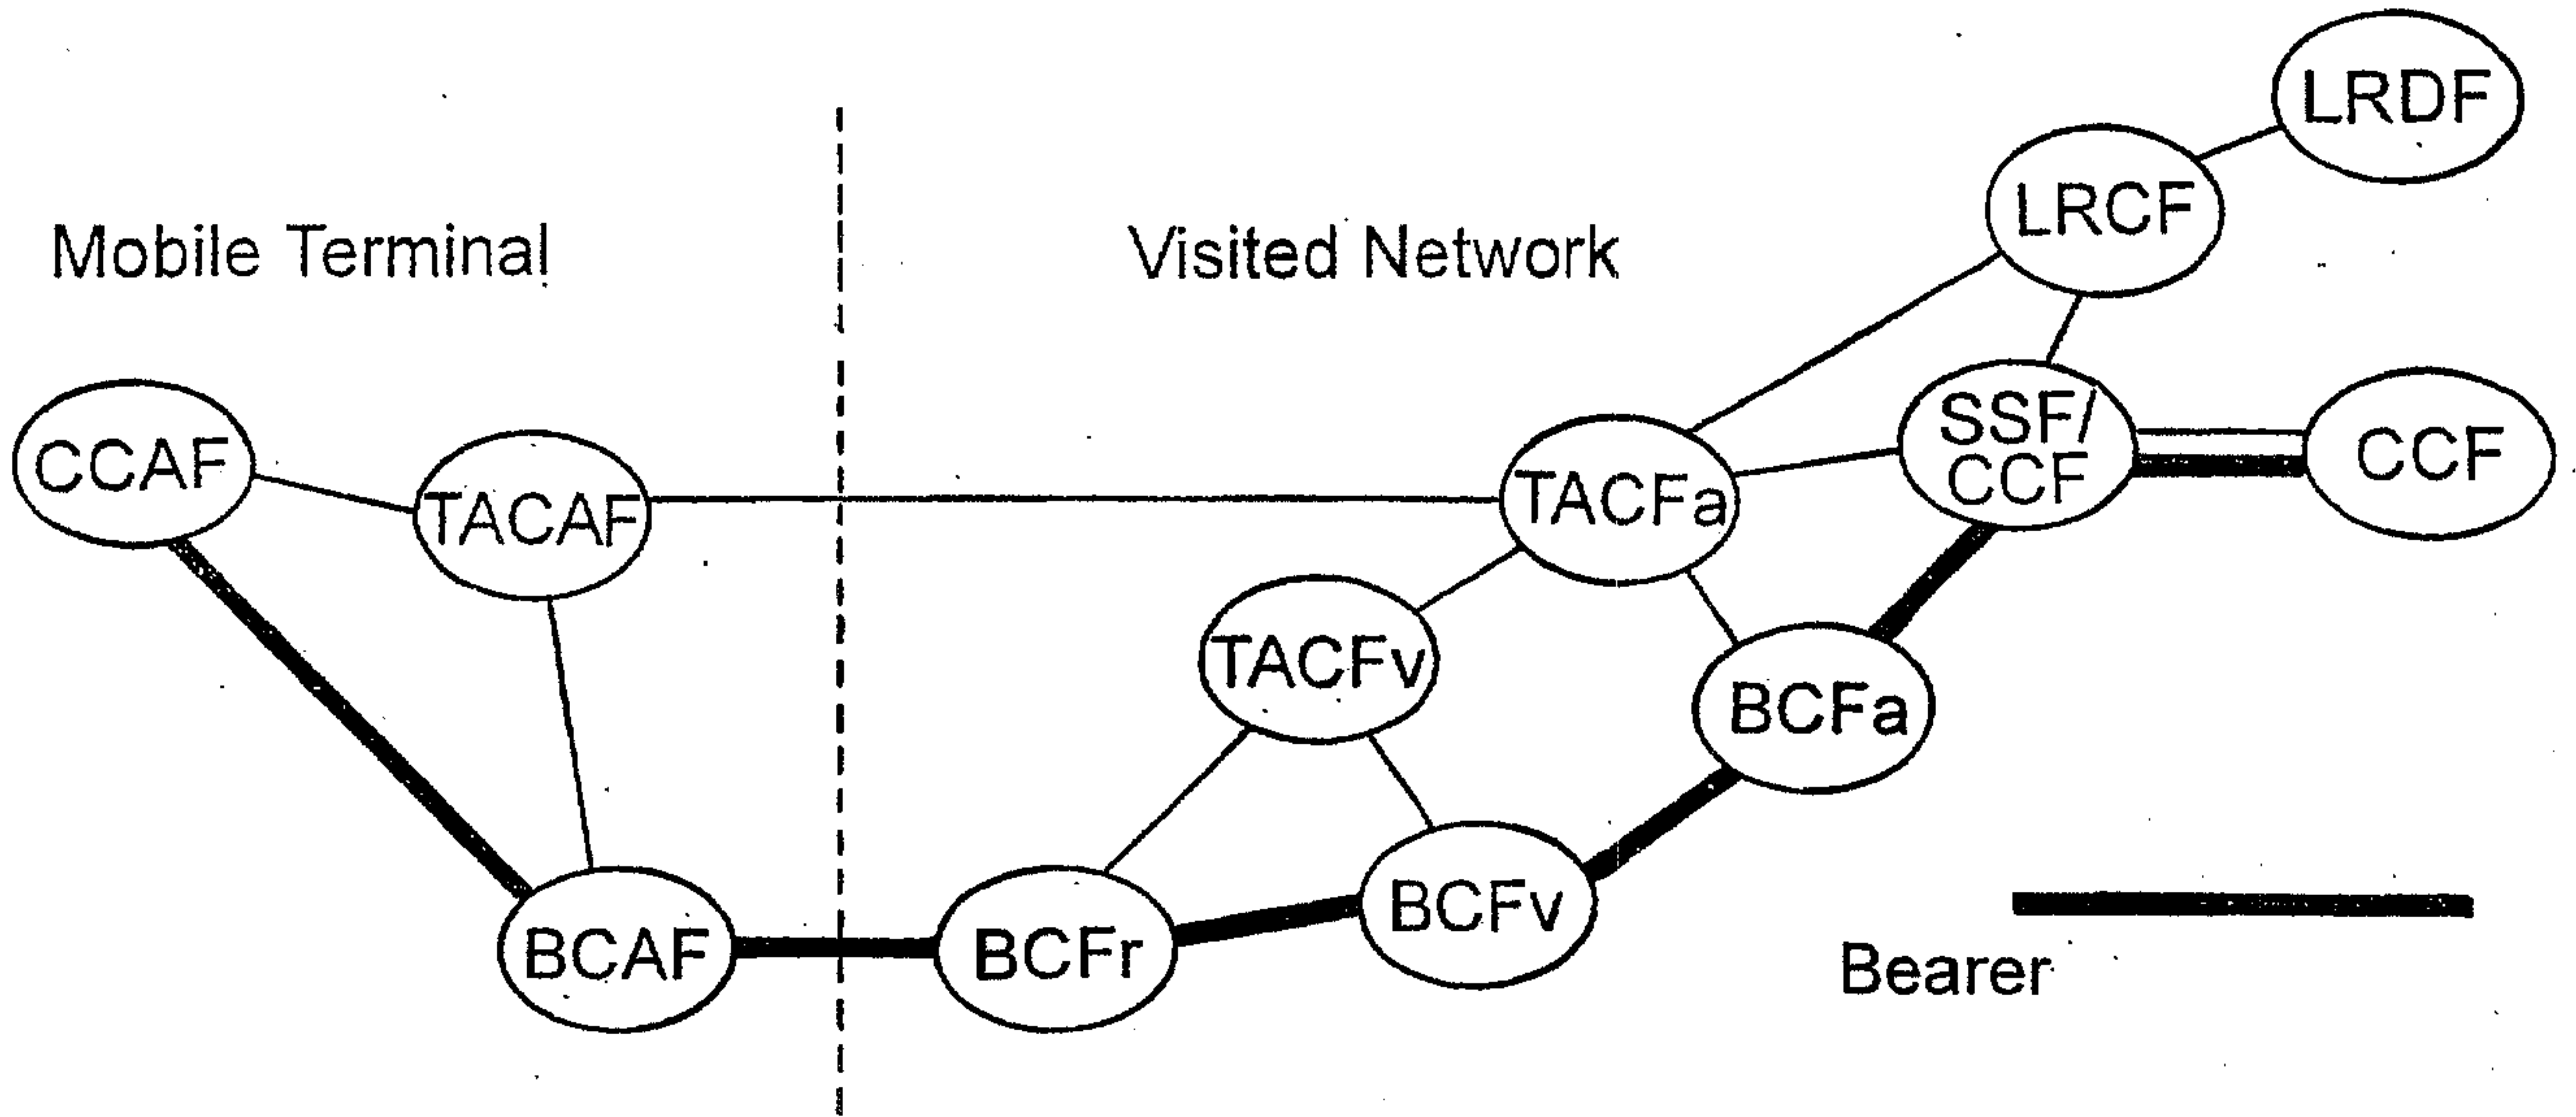 LRDF
LRCF
Mobile Terminal
Visited Network
SSF/
CCF
CCF
CCAF
TACAF
TACFa
TACFv
BCFa
BCFv
BCAF
BCFr
Bearer